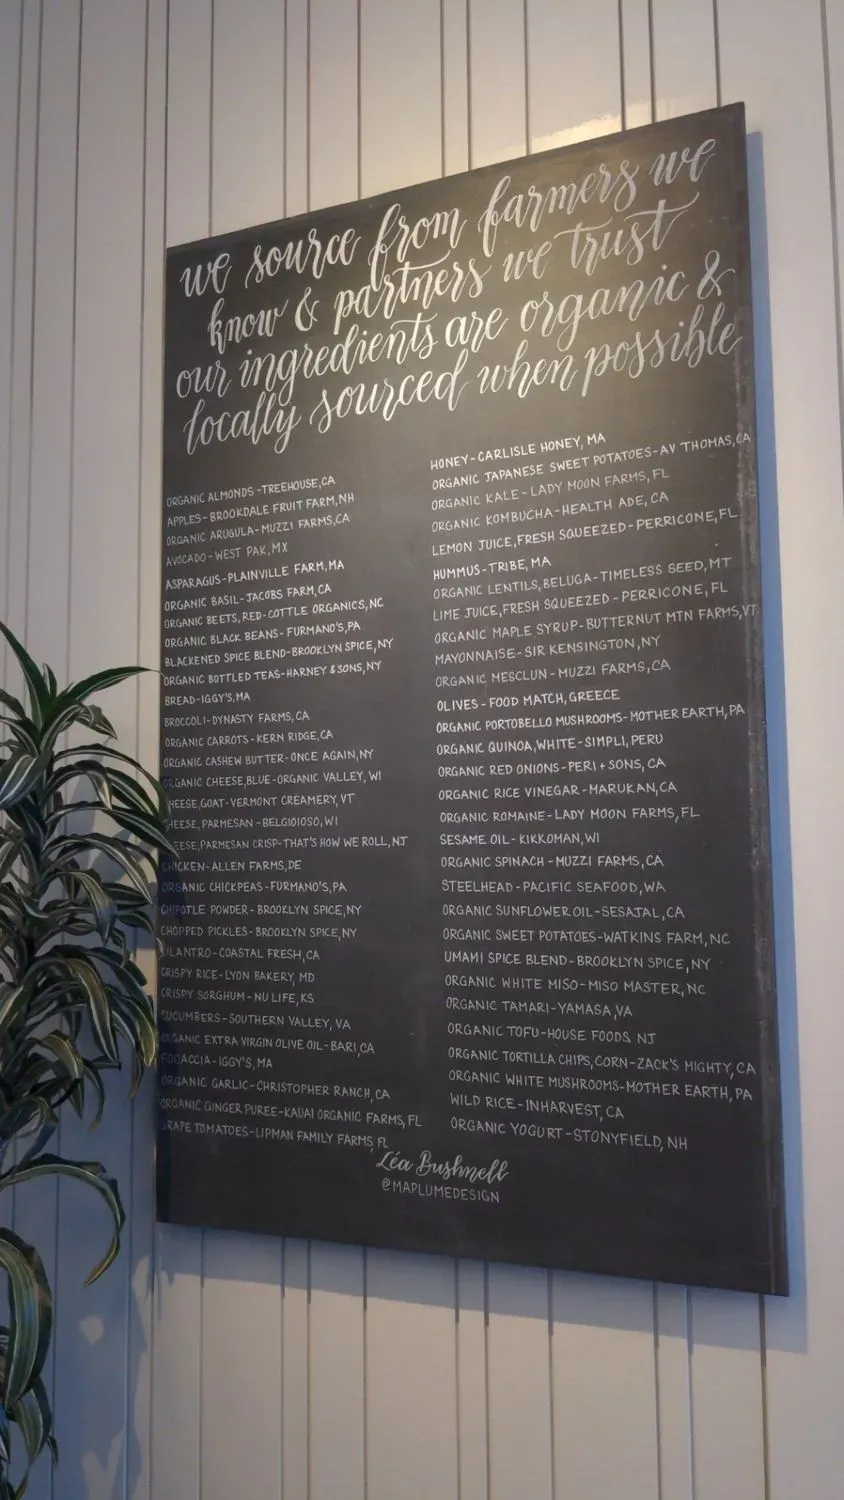 we source from farmers we
know & partners we trust
our ingredients are organic &
locally sourced when possible
ORGANIC ALMONDS -TREEHOUSE,CA
APPLES-BROOKDALE FRUIT FARM,NH
ORGANIC ARUGULA-MUZZI FARMS,CA
AVOCADO-WEST PAK,MX
ASPARAGUS-PLAINVILLE FARM,MA
ORGANIC BASIL-JACOBS FARM,CA
ORGANIC BEETS, RED-COTTLE ORGANICS, NC
ORGANIC BLACK BEANS- FURMANO'S,PA
BLACKENED SPICE BLEND-BROOKLYN SPICE,NY
ORGANIC BOTTLED TEAS-HARNEY & SONS,NY
BREAD-IGGY'S,MA
BROCCOLI-DYNASTY FARMS, CA
ORGANIC CARROTS - KERN RIDGE,CA
ORGANIC CASHEW BUTTER-ONCE AGAIN,NY
ORGANIC CHEESE,BLUE-ORGANIC VALLEY, WI
HEESE,GOAT-VERMONT CREAMERY,VT
HEESE, PARMESAN -BELGIOIOSO,WI
EESE,PARMESAN CRISP-THAT'S HOW WE ROLL,NJ
CHICKEN-ALLEN FARMS,DE
ORGANIC CHICKPEAS-FURMANO'S,PA
CHIPOTLE POWDER-BROOKLYN SPICE,NY
CHOPPED PICKLES-BROOKLYN SPICE,NY
CILANTRO-COASTAL FRESH,CA
CRISPY RICE-LYON BAKERY, MD
CRISPY SORGHUM-NU LIFE,KS
CUCUMBERS-SOUTHERN VALLEY, VA
ORGANIC EXTRA VIRGIN OLIVE OIL-BARI,CA
FOCACCIA-IGGY'S,MA
ORGANIC GARLIC-CHRISTOPHER RANCH,CA
ORGANIC GINGER PUREE-KAUAI ORGANIC FARMS, FL
GRAPE TOMATOES-LIPMAN FAMILY FARMS, FL
HONEY-CARLISLE HONEY, MA
ORGANIC JAPANESE SWEET POTATOES-AV THOMAS,CA
ORGANIC KALE-LADY MOON FARMS, FL
ORGANIC KOMBUCHA-HEALTH ADE, CA
LEMON JUICE,FRESH SQUEEZED-PERRICONE,FL
HUMMUS-TRIBE, MA
ORGANIC LENTILS, BELUGA-TIMELESS SEED,MT
LIME JUICE,FRESH SQUEEZED - PERRICONE, FL
ORGANIC MAPLE SYRUP-BUTTERNUT MTN FARMS,VT
MAYONNAISE-SIR KENSINGTON,NY
ORGANIC MESCLUN-MUZZI FARMS,CA
OLIVES-FOOD MATCH, GREECE
ORGANIC PORTOBELLO MUSHROOMS-MOTHER EARTH,PA
ORGANIC QUINOA,WHITE-SIMPLI, PERU
ORGANIC RED ONIONS-PERI + SONS, CA
ORGANIC RICE VINEGAR-MARUKAN,CA
ORGANIC ROMAINE-LADY MOON FARMS, FL
SESAME OIL-KIKKOMAN,WI
ORGANIC SPINACH - MUZZI FARMS, CA
STEELHEAD-PACIFIC SEAFOOD,WA
ORGANIC SUNFLOWER OIL-SESAJAL,CA
ORGANIC SWEET POTATOES-WATKINS FARM, NC
UMAMI SPICE BLEND-BROOKLYN SPICE, NY
ORGANIC WHITE MISO-MISO MASTER, NC
ORGANIC TAMARI-YAMASA,VA
ORGANIC TOFU-HOUSE FOODS, NJ
ORGANIC TORTILLA CHIPS,CORN-ZACK'S MIGHTY,CA
ORGANIC WHITE MUSHROOMS-MOTHER EARTH, PA
WILD RICE-INHARVEST, CA
ORGANIC YOGURT-STONYFIELD, NH
Léa Bushnell
@MAPLUMEDESIGN